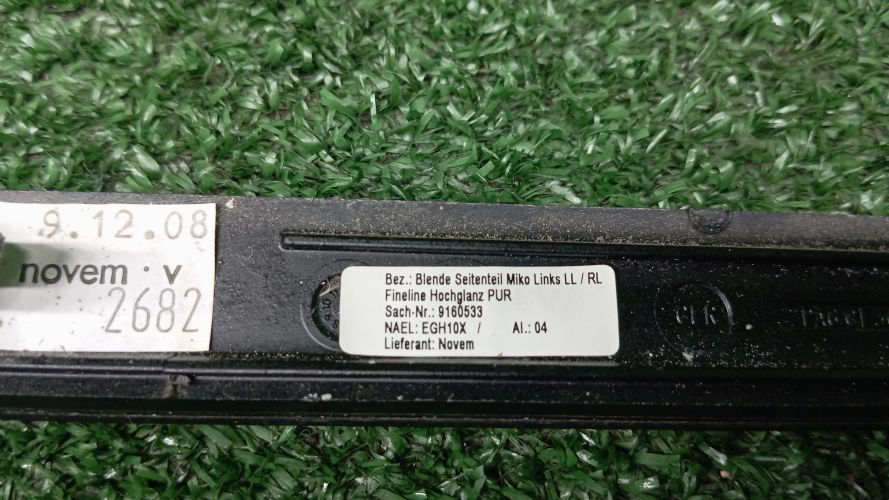 9.12.08
novem · v
2682
Bez.: Blende Seitenteil Miko Links LL / RL
Fineline Hochglanz PUR
Sach-Nr.: 9160533
NAEL: EGH10X / AI.: 04
Lieferant: Novem